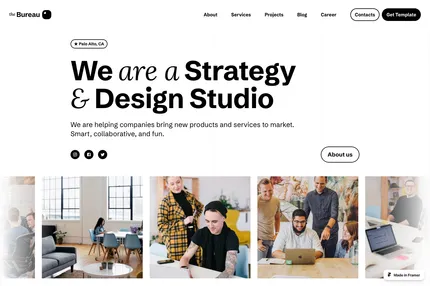 the Bureau
About
Services
Projects
Blog
Career
Contacts
Get Template
★ Palo Alto, CA
We are a Strategy
& Design Studio
We are helping companies bring new products and services to market.
Smart, collaborative, and fun.
About us
Made in Framer